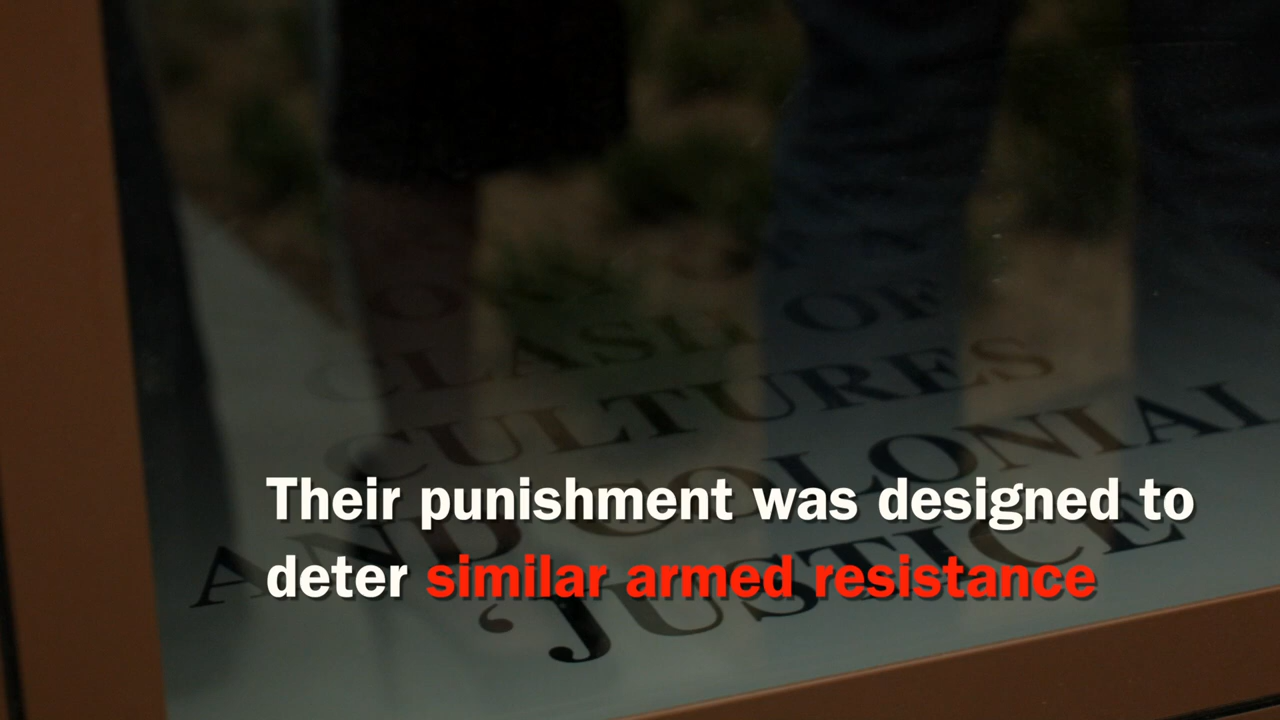 CLASH OF
CULTURES
AND COLONIAL
‘JUSTICE’
Their punishment was designed to
deter similar armed resistance